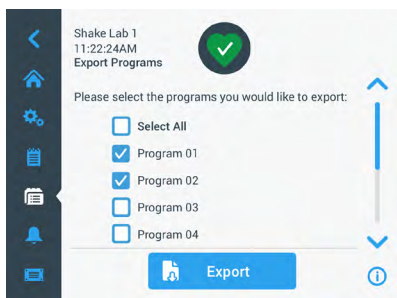 Shake Lab 1
11:22:24AM
Export Programs
Please select the programs you would like to export:
Select All
Program 01
Program 02
Program 03
Program 04
Export